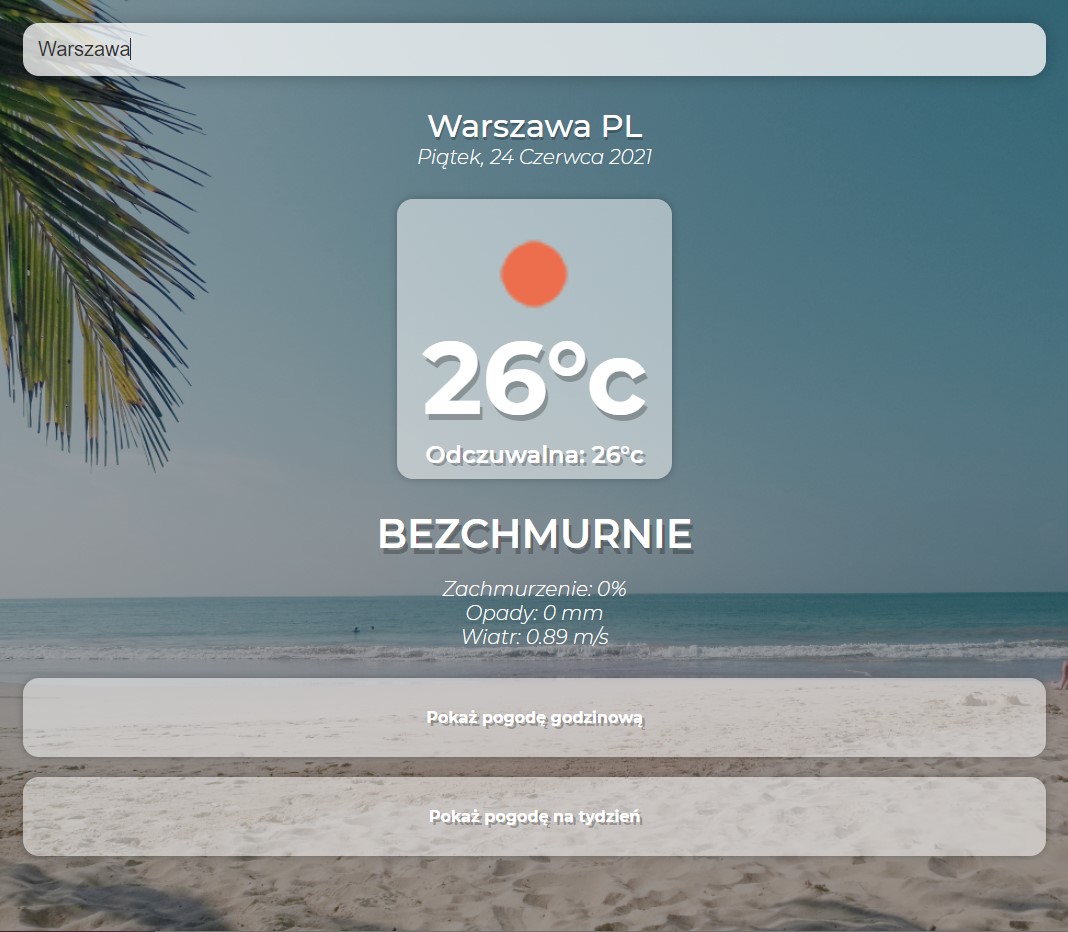 Warszawa
Warszawa PL
Piątek, 24 Czerwca 2021
26°c
Odczuwalna: 26°c
BEZCHMURNIE
Zachmurzenie: 0%
Opady: 0 mm
Wiatr: 0.89 m/s
Pokaż pogodę godzinową
Pokaż pogodę na tydzień